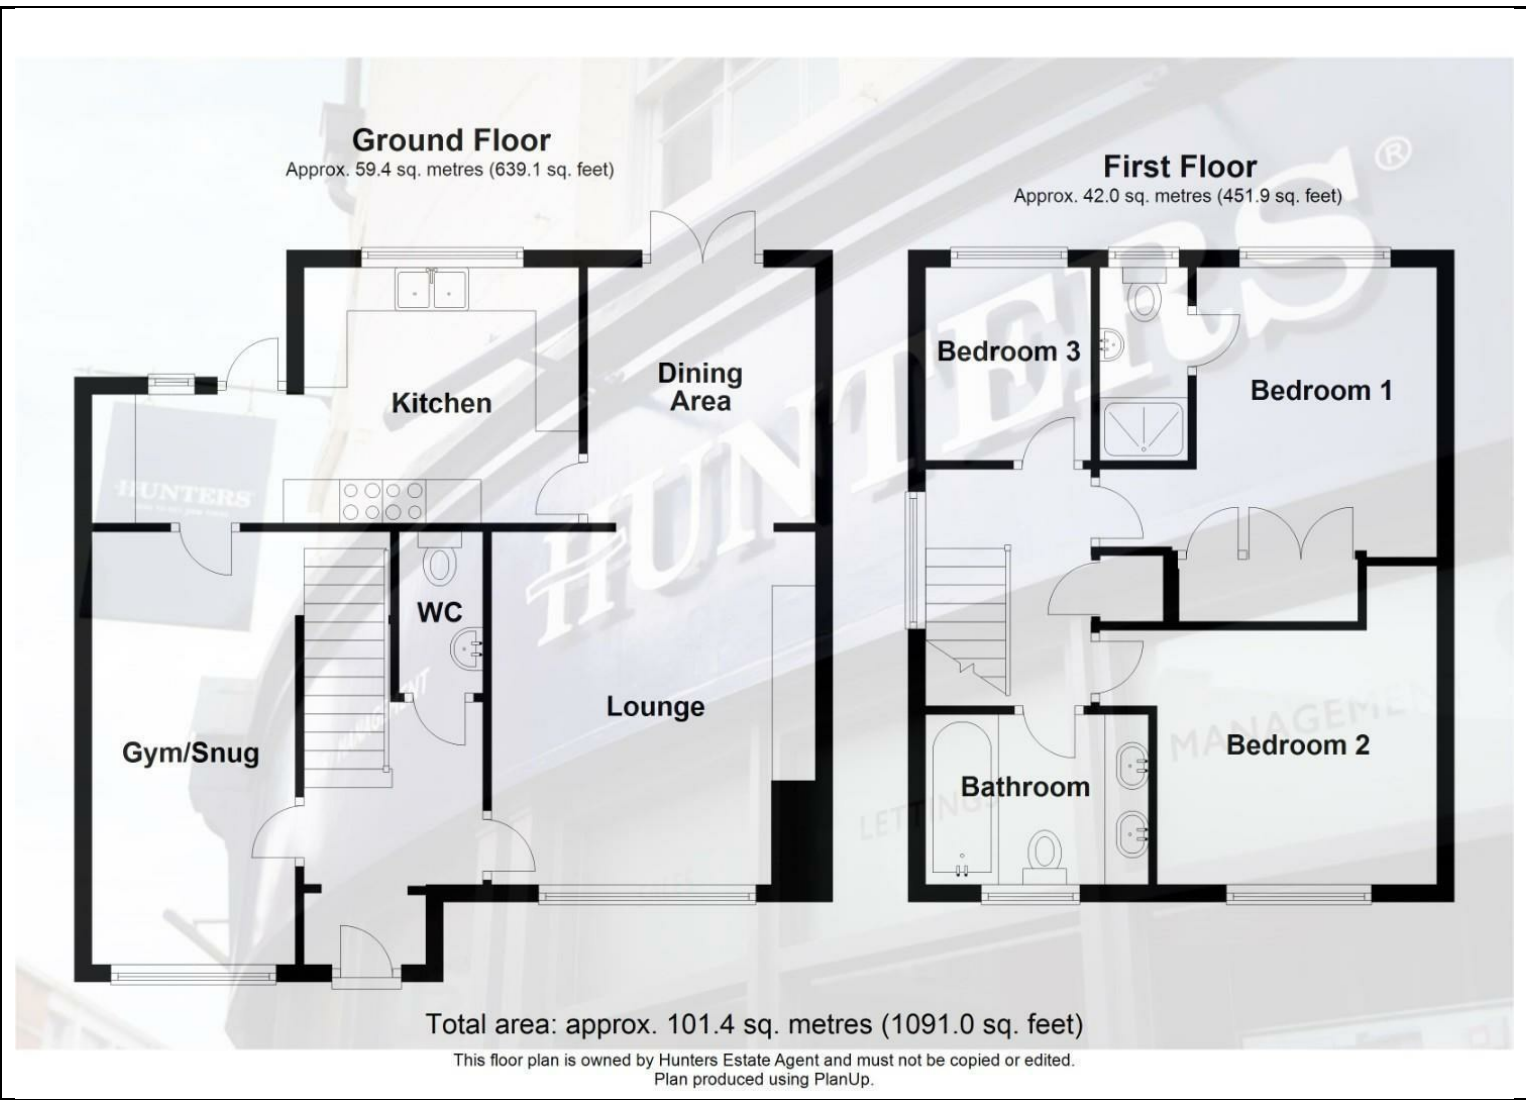 Ground Floor
Approx. 59.4 sq. metres (639.1 sq. feet)
First Floor
Approx. 42.0 sq. metres (451.9 sq. feet)
HUNTERS®
Kitchen
Dining
Area
Bedroom 3
Bedroom 1
HUNTERS
WC
Lounge
Gym/Snug
Bathroom
Bedroom 2
MANAGEMEN
LETTINGS
Total area: approx. 101.4 sq. metres (1091.0 sq. feet)
This floor plan is owned by Hunters Estate Agent and must not be copied or edited.
Plan produced using PlanUp.